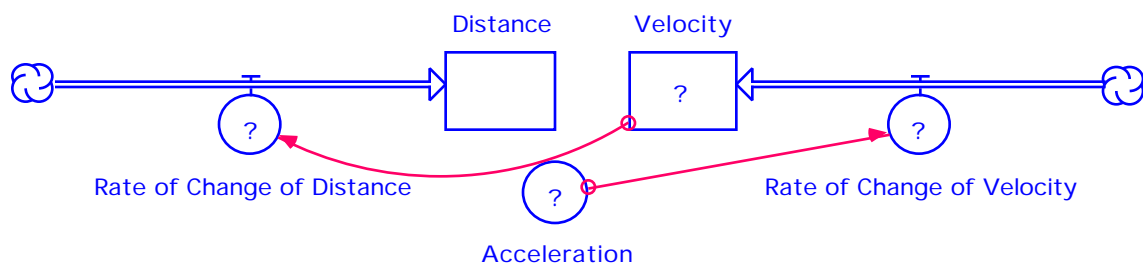 Distance
Velocity
?
?
?
Rate of Change of Distance
Rate of Change of Velocity
?
Acceleration